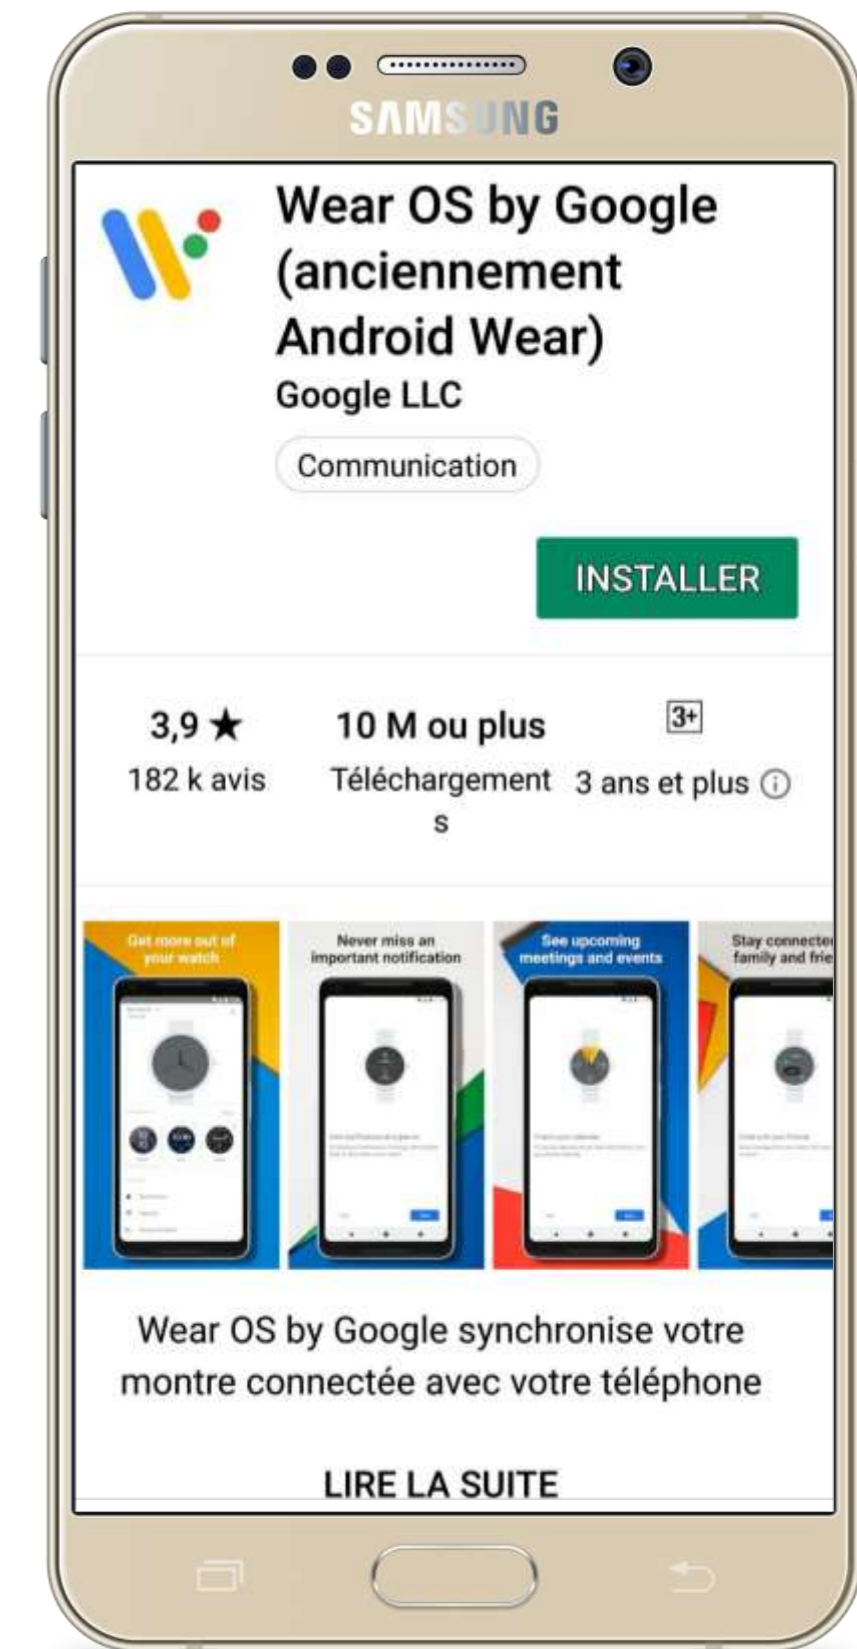 SAMSUNG
Wear OS by Google
(anciennement
Android Wear)
Google LLC
Communication
INSTALLER
3,9 ★
182 k avis
10 M ou plus
Téléchargement
s
3+
3 ans et plus
Get more out of
your watch
Never miss an
important notification
See upcoming
meetings and events
Stay connecte
family and frie
Wear OS by Google synchronise votre
montre connectée avec votre téléphone
LIRE LA SUITE